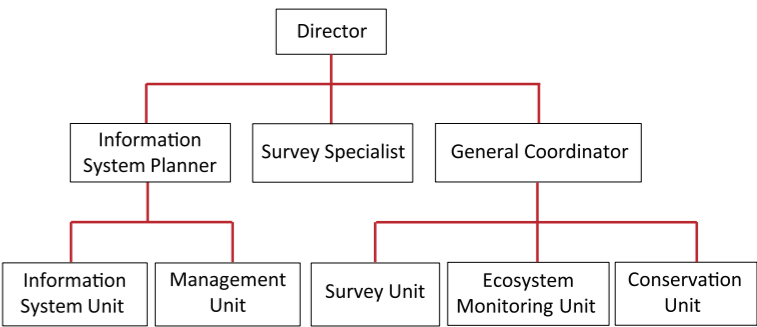 Director
Information
System Planner
Survey Specialist
General Coordinator
Information
System Unit
Management
Unit
Survey Unit
Ecosystem
Monitoring Unit
Conservation
Unit